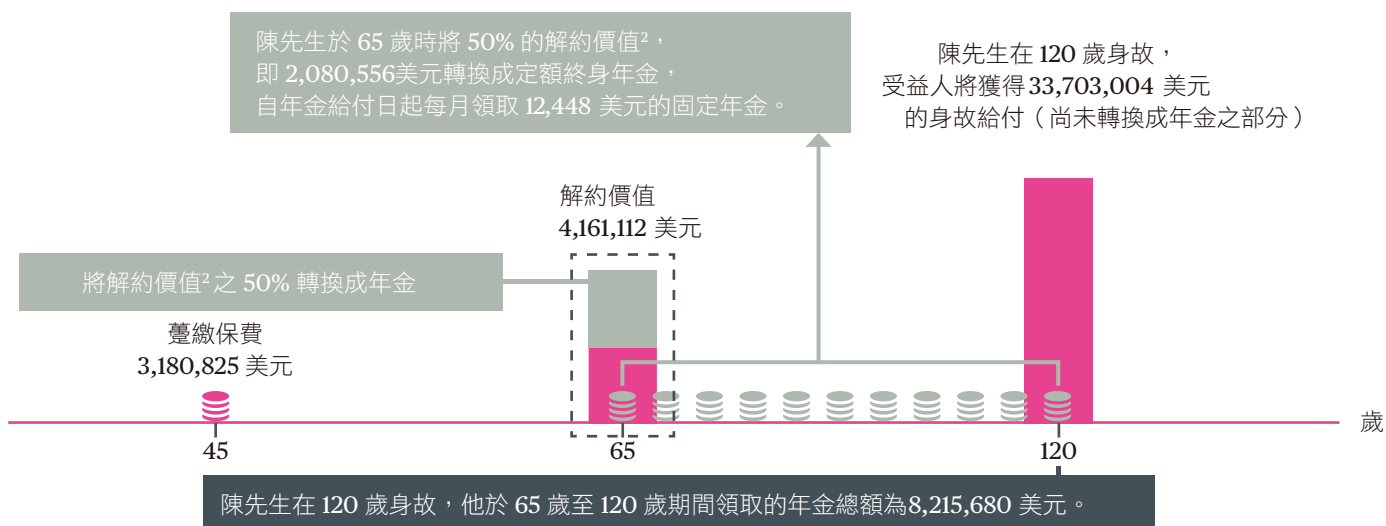 陳先生於 65 歲時將 50% 的解約價值²，
即 2,080,556美元轉換成定額終身年金，
自年金給付日起每月領取 12,448 美元的固定年金。
陳先生在 120 歲身故，
受益人將獲得 33,703,004 美元
的身故給付（尚未轉換成年金之部分）
解約價值
4,161,112 美元
將解約價值² 之 50% 轉換成年金
躉繳保費
3,180,825 美元
歲
45
65
120
陳先生在 120 歲身故，他於 65 歲至 120 歲期間領取的年金總額為8,215,680 美元。